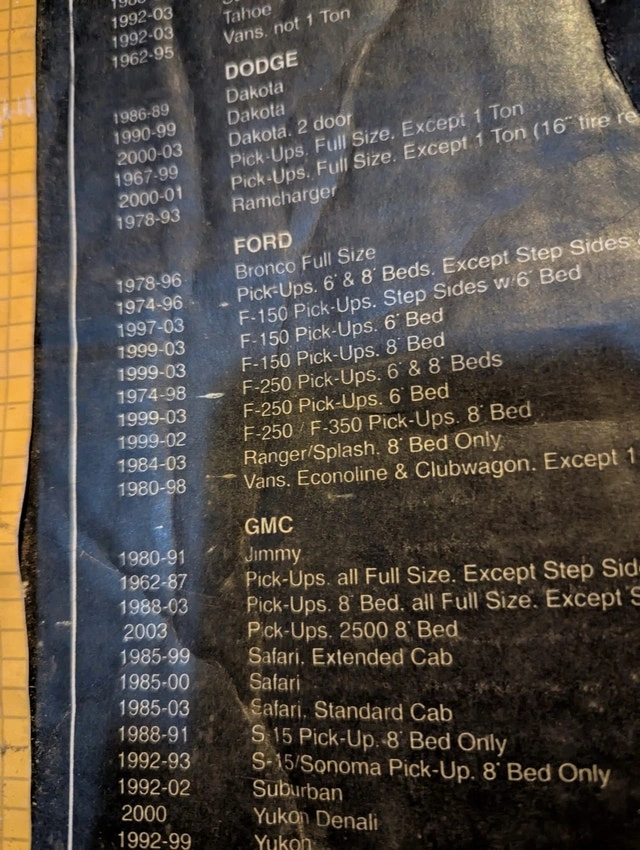 1992-03
1992-03 Tahoe
1962-95 Vans. not 1 Ton
DODGE
1986-89 Dakota
1990-99 Dakota
2000-03 Dakota. 2 door
1967-99 Pick-Ups. Full Size. Except 1 Ton
2000-01 Pick-Ups. Full Size. Except 1 Ton (16" tire
1978-93 Ramcharger
FORD
1978-96 Bronco Full Size
1974-96 Pick-Ups. 6' & 8' Beds. Except Step Sides
1997-03 F-150 Pick-Ups. Step Sides w/6' Bed
1999-03 F-150 Pick-Ups. 6' Bed
1999-03 F-150 Pick-Ups. 8' Bed
1974-98 F-250 Pick-Ups. 6' & 8' Beds
1999-03 F-250 Pick-Ups. 6' Bed
1999-02 F-250 / F-350 Pick-Ups. 8' Bed
1984-03 Ranger/Splash. 8' Bed Only
1980-98 Vans. Econoline & Clubwagon. Except 1
GMC
1980-91 Jimmy
1962-87 Pick-Ups. all Full Size. Except Step Sid
1988-03 Pick-Ups. 8' Bed. all Full Size. Except S
2003 Pick-Ups. 2500 8' Bed
1985-99 Safari. Extended Cab
1985-00 Safari
1985-03 Safari. Standard Cab
1988-91 S 15 Pick-Up. 8' Bed Only
1992-93 S-15/Sonoma Pick-Up. 8' Bed Only
1992-02 Suburban
2000 Yukon Denali
1992-99 Yukon